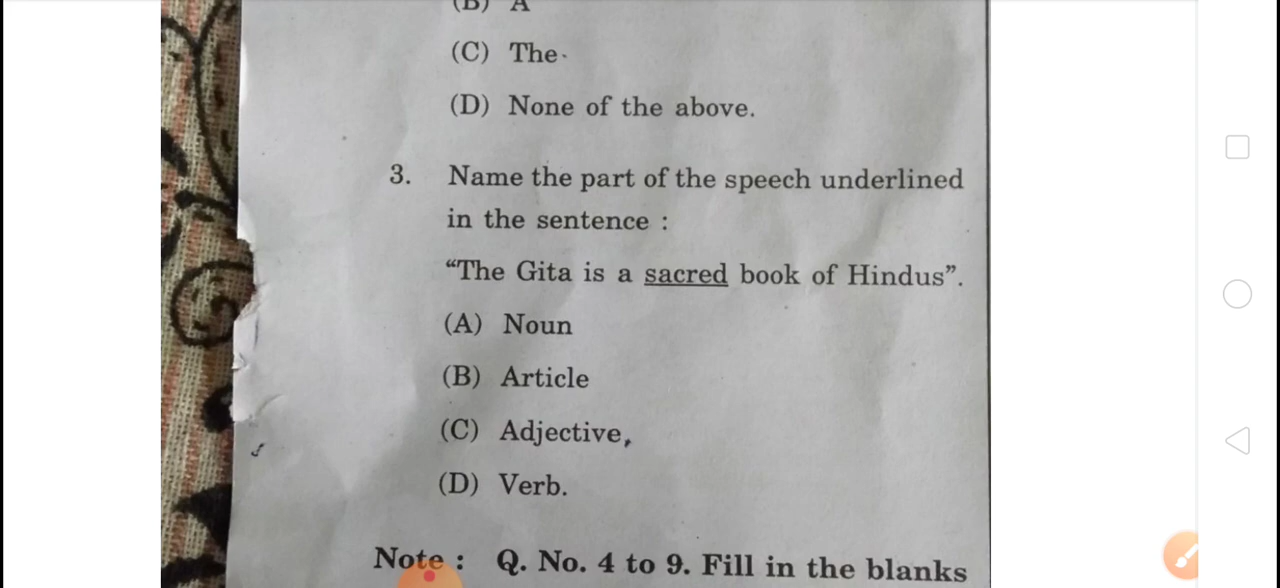 (B) A
(C) The
(D) None of the above.
3. Name the part of the speech underlined
in the sentence :
“The Gita is a sacred book of Hindus”.
(A) Noun
(B) Article
(C) Adjective,
(D) Verb.
Note : Q. No. 4 to 9. Fill in the blanks